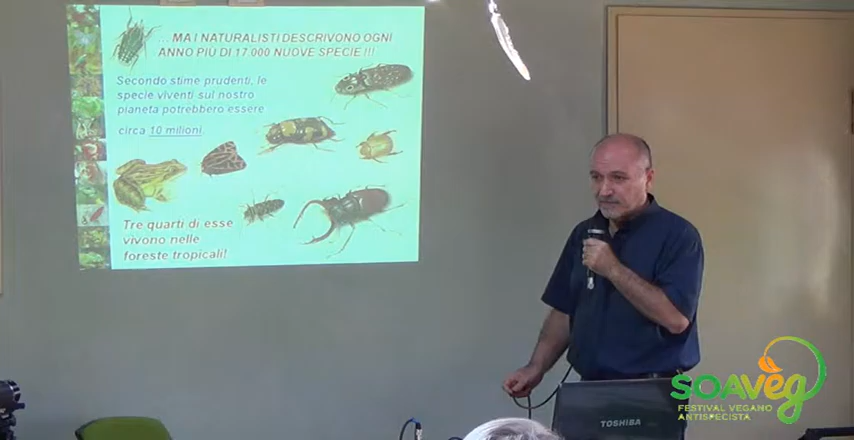 ...MA I NATURALISTI DESCRIVONO OGNI
ANNO PIÙ DI 17.000 NUOVE SPECIE !!!
Secondo stime prudenti, le
specie viventi sul nostro
pianeta potrebbero essere
circa 10 milioni.
Tre quarti di esse
vivono nelle
foreste tropicali!
TOSHIBA
SOAVEG
FESTIVAL VEGANO
ANTISPECISTA